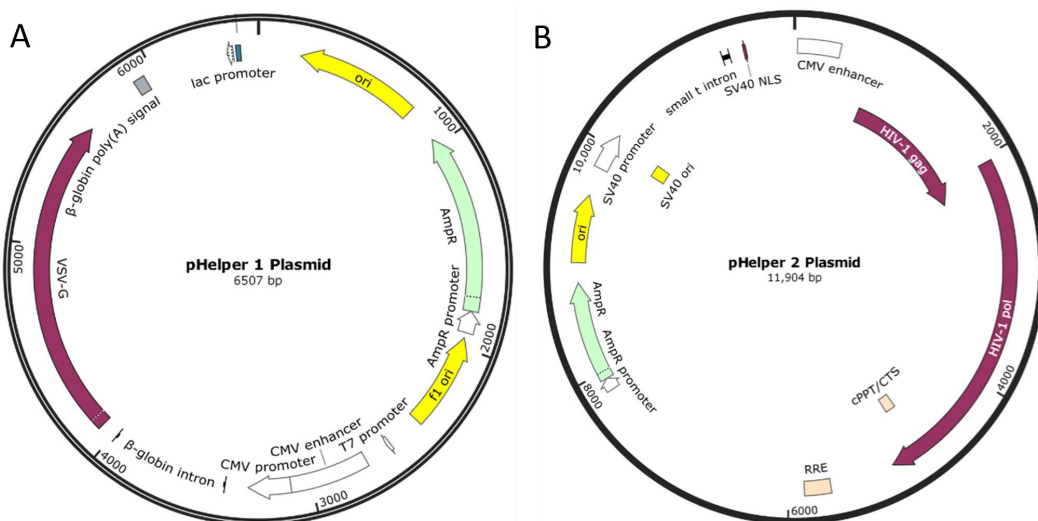 A
lac promoter
6000
β-globin poly(A) signal
ori
1000
AmpR
AmpR promoter
2000
f1 ori
T7 promoter
CMV enhancer
CMV promoter
3000
β-globin intron
4000
VSV-G
5000
pHelper 1 Plasmid
6507 bp
B
small t intron
SV40 NLS
CMV enhancer
HIV-1 gag
2000
HIV-1 pol
4000
cPPT/CTS
RRE
6000
8000
AmpR promoter
AmpR
ori
10,000
SV40 promoter
SV40 ori
pHelper 2 Plasmid
11,904 bp